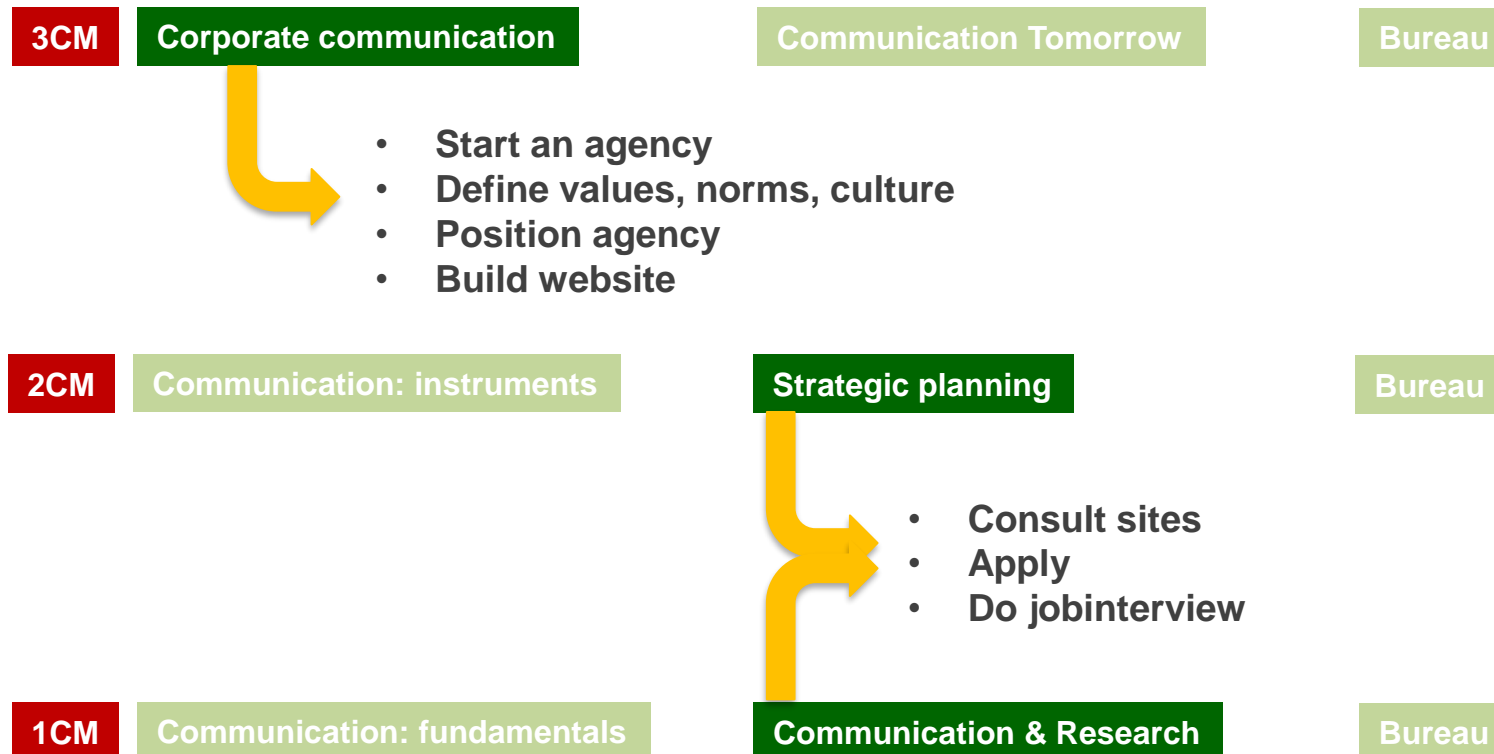 3CM Corporate communication Communication Tomorrow Bureau
• Start an agency
• Define values, norms, culture
• Position agency
• Build website
2CM Communication: instruments Strategic planning Bureau
• Consult sites
• Apply
• Do jobinterview
1CM Communication: fundamentals Communication & Research Bureau